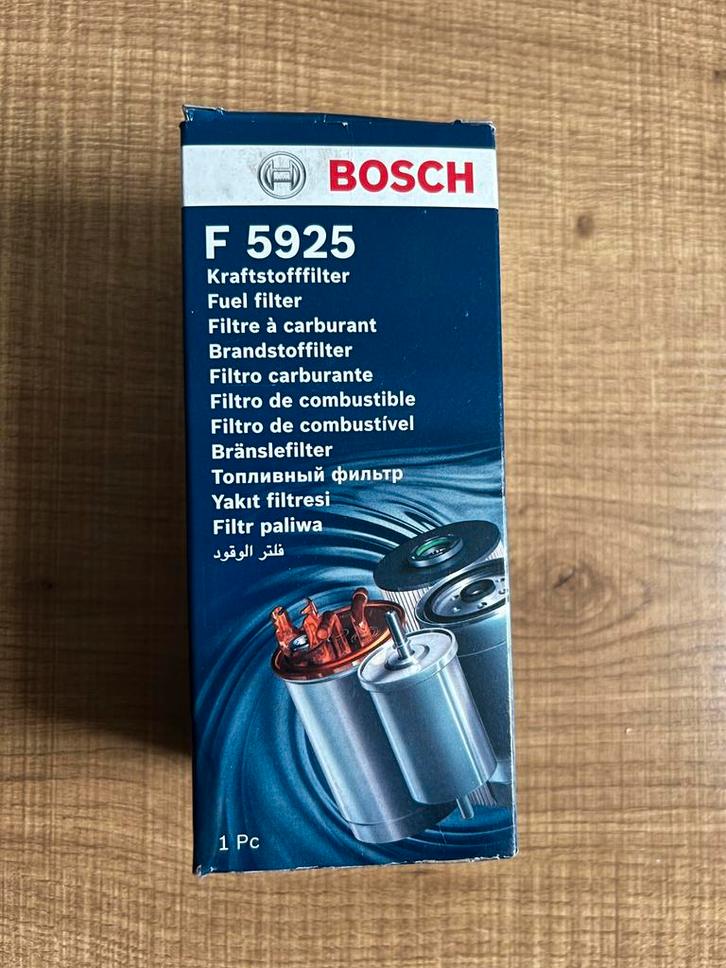 BOSCH
F 5925
Kraftstofffilter
Fuel filter
Filtre à carburant
Brandstoffilter
Filtro carburante
Filtro de combustible
Filtro de combustível
Bränslefilter
Топливный фильтр
Yakıt filtresi
Filtr paliwa
فلتر الوقود
1 Pc